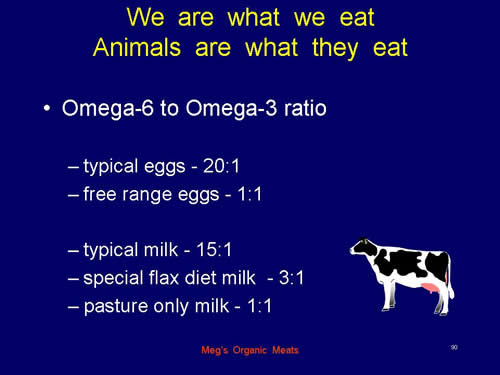 We are what we eat
Animals are what they eat
• Omega-6 to Omega-3 ratio
– typical eggs - 20:1
– free range eggs - 1:1
– typical milk - 15:1
– special flax diet milk - 3:1
– pasture only milk - 1:1
Meg's Organic Meats
90